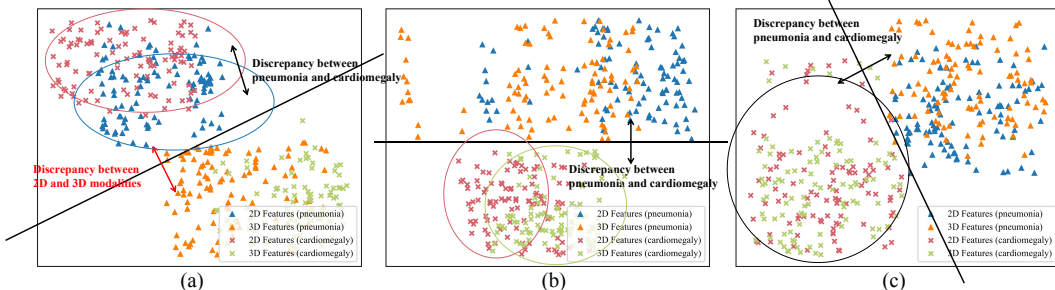 Discrepancy between
pneumonia and cardiomegaly
Discrepancy between
2D and 3D modalines
2D Features (pneumonia)
3D Features (pneumonia)
2D Features (cardiomegaly)
3D Features (cardiomegaly)
(a)
Discrepancy between
pneumonia and cardiomegaly
2D Features (pneumonia)
3D Features (pneumonia)
2D Features (cardiomegaly)
3D Features (cardiomegaly)
(b)
Discrepancy between
pneumonia and cardiomegaly
2D Features (pneumonia)
3D Features (pneumonia)
2D Features (cardiomegaly)
3D Features (cardiomegaly)
(c)